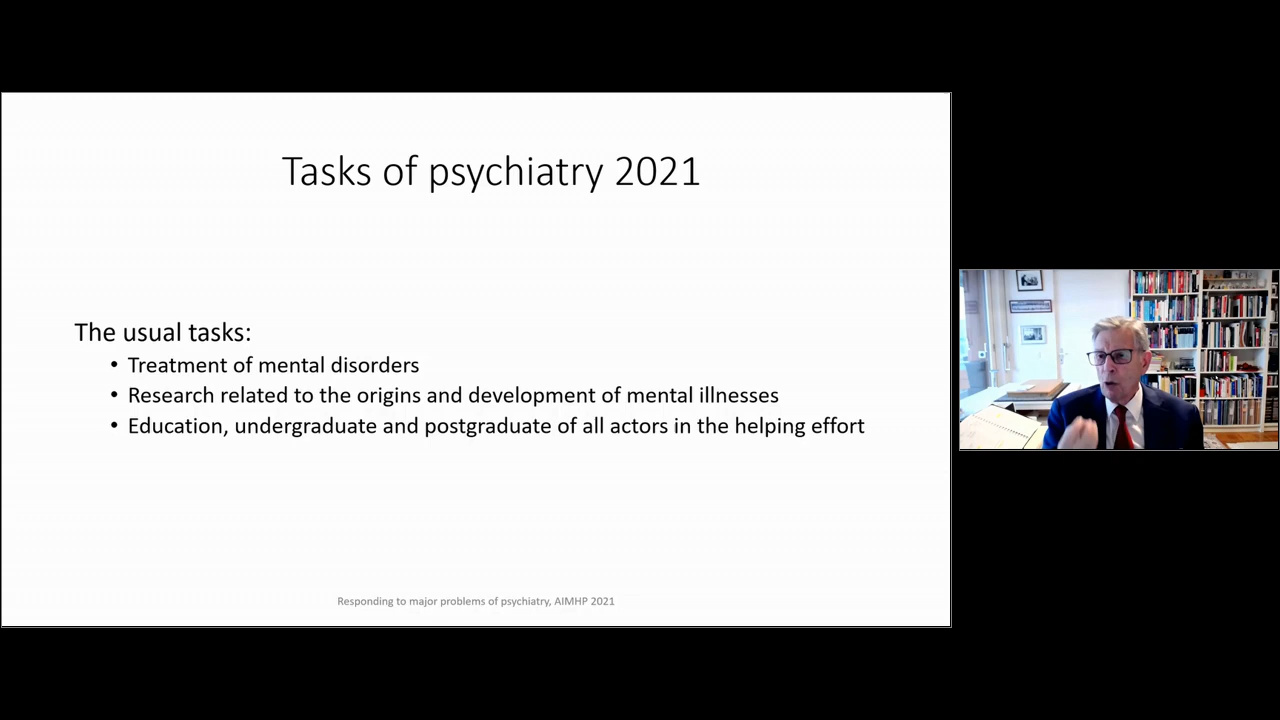 Tasks of psychiatry 2021
The usual tasks:
• Treatment of mental disorders
• Research related to the origins and development of mental illnesses
• Education, undergraduate and postgraduate of all actors in the helping effort
Responding to major problems of psychiatry, AIMHP 2021